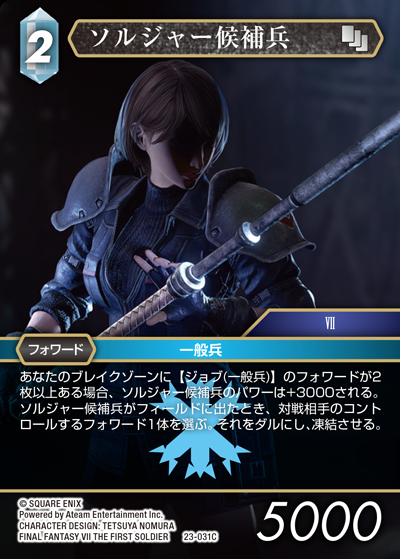 2
ソルジャー候補兵
VII
フォワード
一般兵
あなたのブレイクゾーンに【ジョブ(一般兵)】のフォワードが2
枚以上ある場合、ソルジャー候補兵のパワーは+3000される。
ソルジャー候補兵がフィールドに出たとき、対戦相手のコント
ロールするフォワード1体を選ぶ。それをダルにし、凍結させる。
© SQUARE ENIX
Powered by Ateam Entertainment Inc.
CHARACTER DESIGN: TETSUYA NOMURA
FINAL FANTASY VII THE FIRST SOLDIER
23-031C
5000